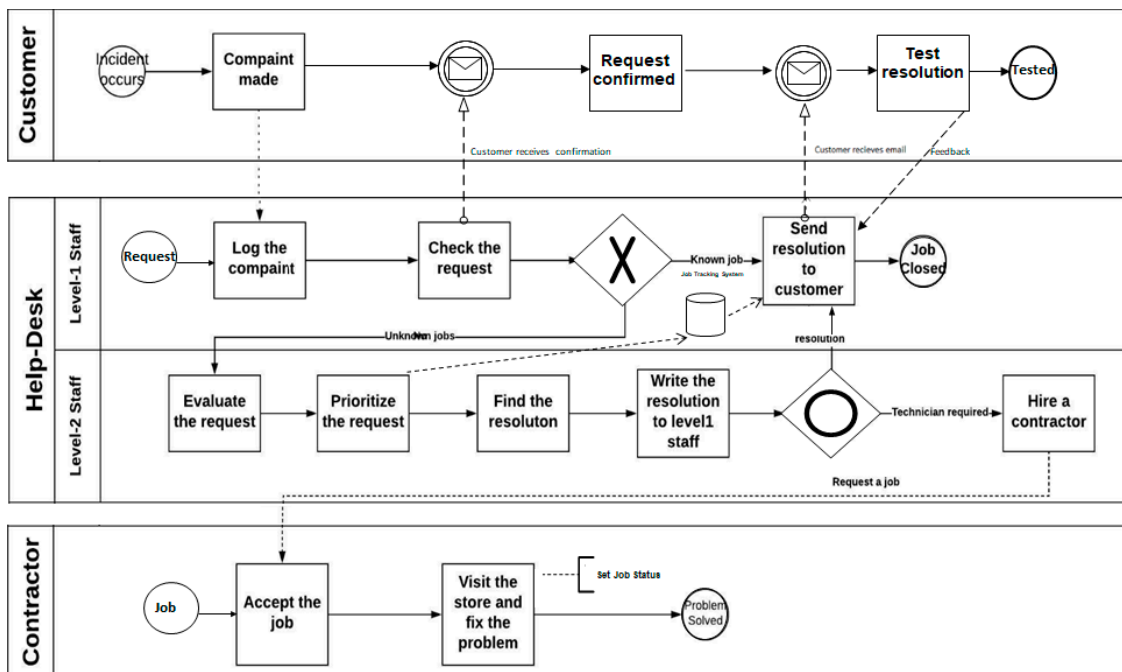 Customer
Incident
occurs
Compaint
made
Request
confirmed
Test
resolution
Tested
Customer receives confirmation
Customer recieves email
Feedback
Help-Desk
Level-1 Staff
Request
Log the
compaint
Check the
request
X
Known job
Job Tracking System
Send
resolution
to
customer
Job
Closed
Unknown jobs
resolution
Level-2 Staff
Evaluate
the request
Prioritize
the request
Find the
resoluton
Write the
resolution
to level1
staff
Technician required
Hire a
contractor
Request a job
Contractor
Job
Accept the
job
Visit the
store and
fix the
problem
Set Job Status
Problem
Solved